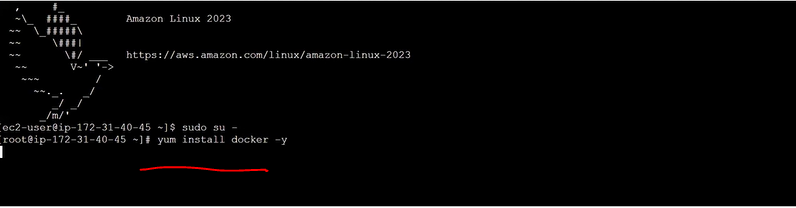 Amazon Linux 2023
https://aws.amazon.com/linux/amazon-linux-2023
[ec2-user@ip-172-31-40-45 ~]$ sudo su -
[root@ip-172-31-40-45 ~]# yum install docker -y